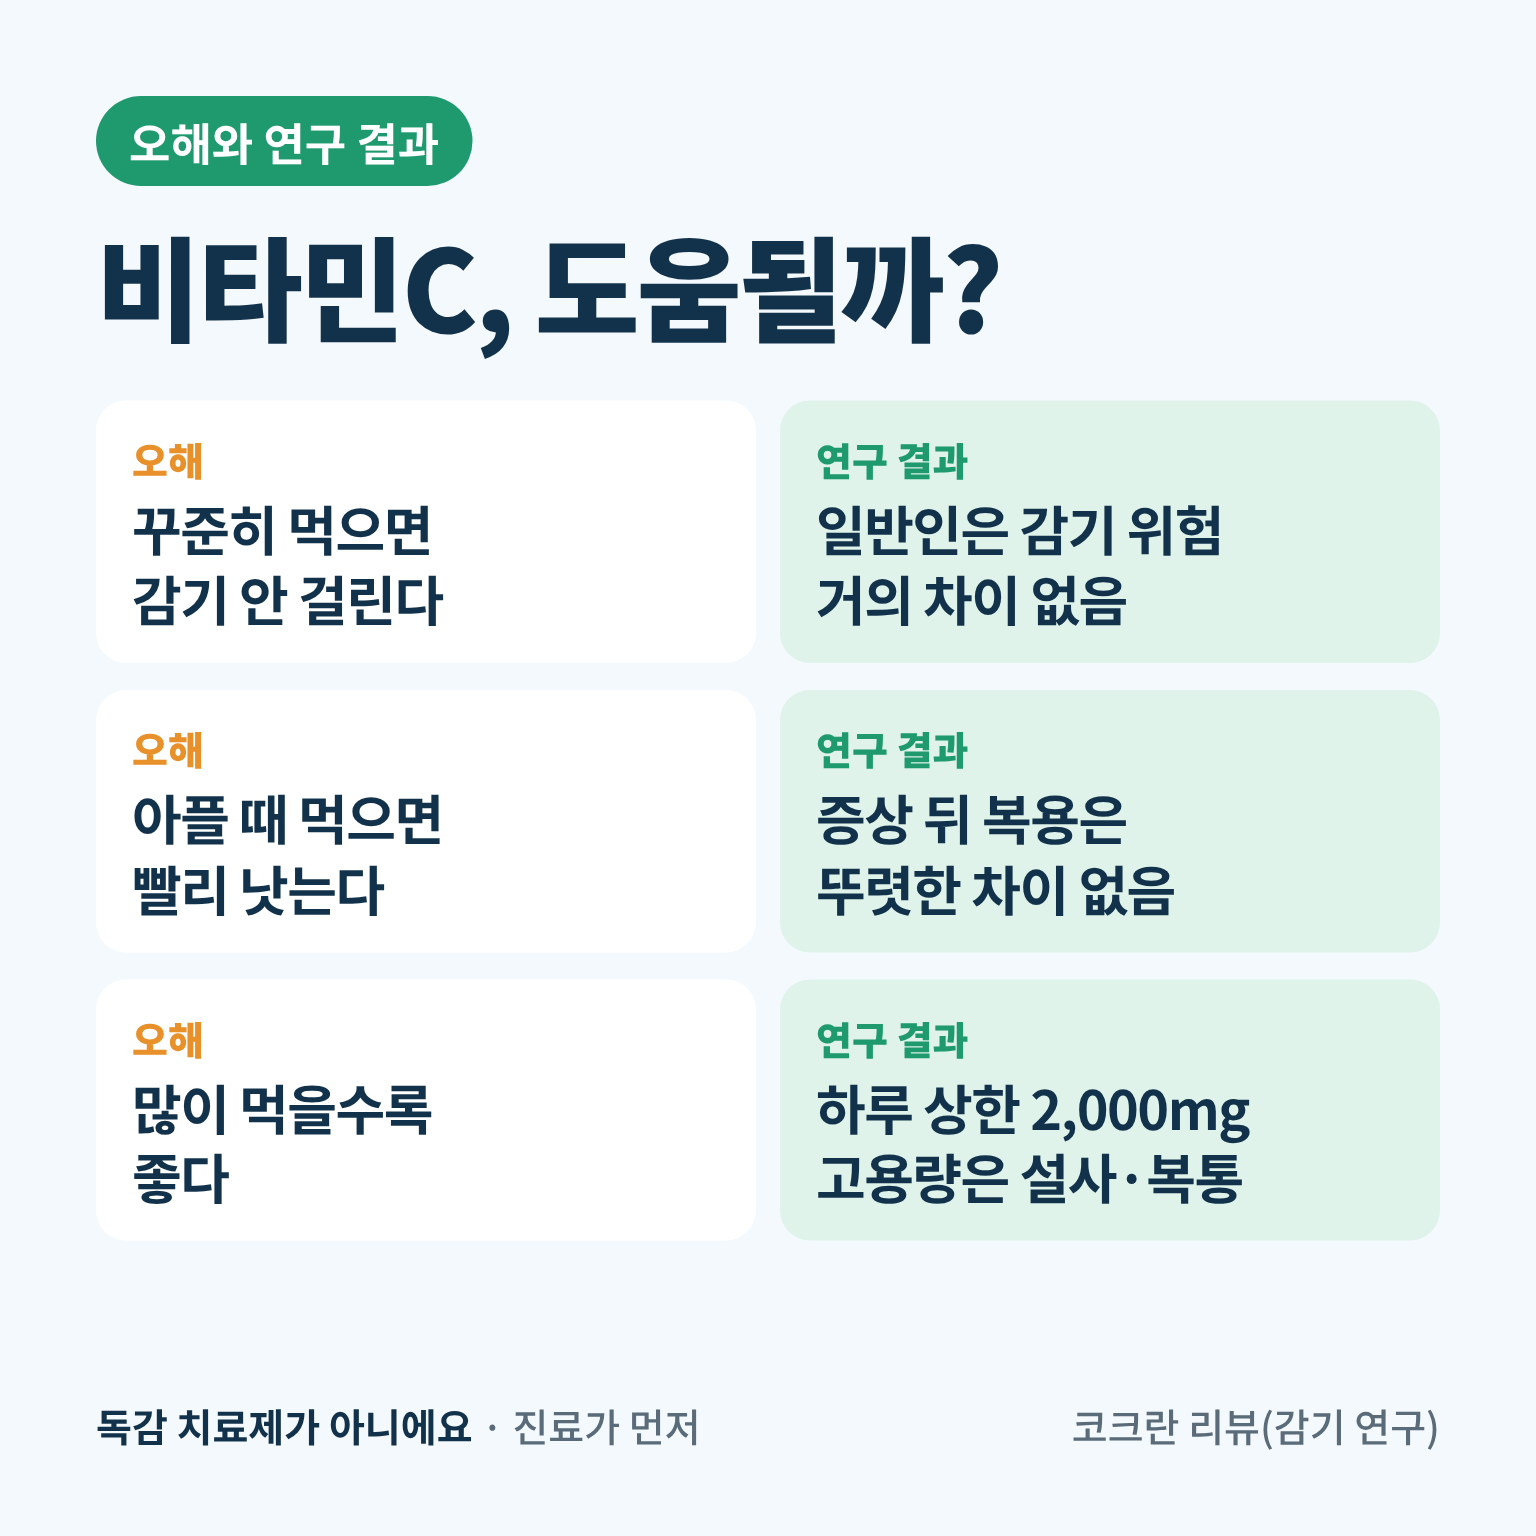 오해와 연구 결과
비타민C, 도움될까?
오해
꾸준히 먹으면
감기 안 걸린다
연구 결과
일반인은 감기 위험
거의 차이 없음
오해
아플 때 먹으면
빨리 낫는다
연구 결과
증상 뒤 복용은
뚜렷한 차이 없음
오해
많이 먹을수록
좋다
연구 결과
하루 상한 2,000mg
고용량은 설사·복통
독감 치료제가 아니에요 · 진료가 먼저
코크란 리뷰(감기 연구)